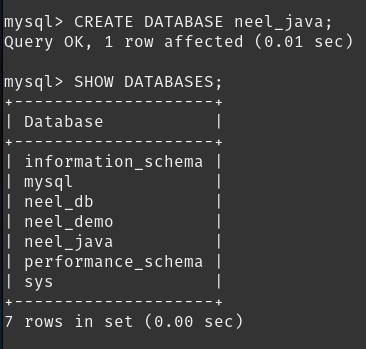 mysql> CREATE DATABASE neel_java;
Query OK, 1 row affected (0.01 sec)
mysql> SHOW DATABASES;
+--------------------+
| Database           |
+--------------------+
| information_schema |
| mysql              |
| neel_db            |
| neel_demo          |
| neel_java          |
| performance_schema |
| sys                |
+--------------------+
7 rows in set (0.00 sec)